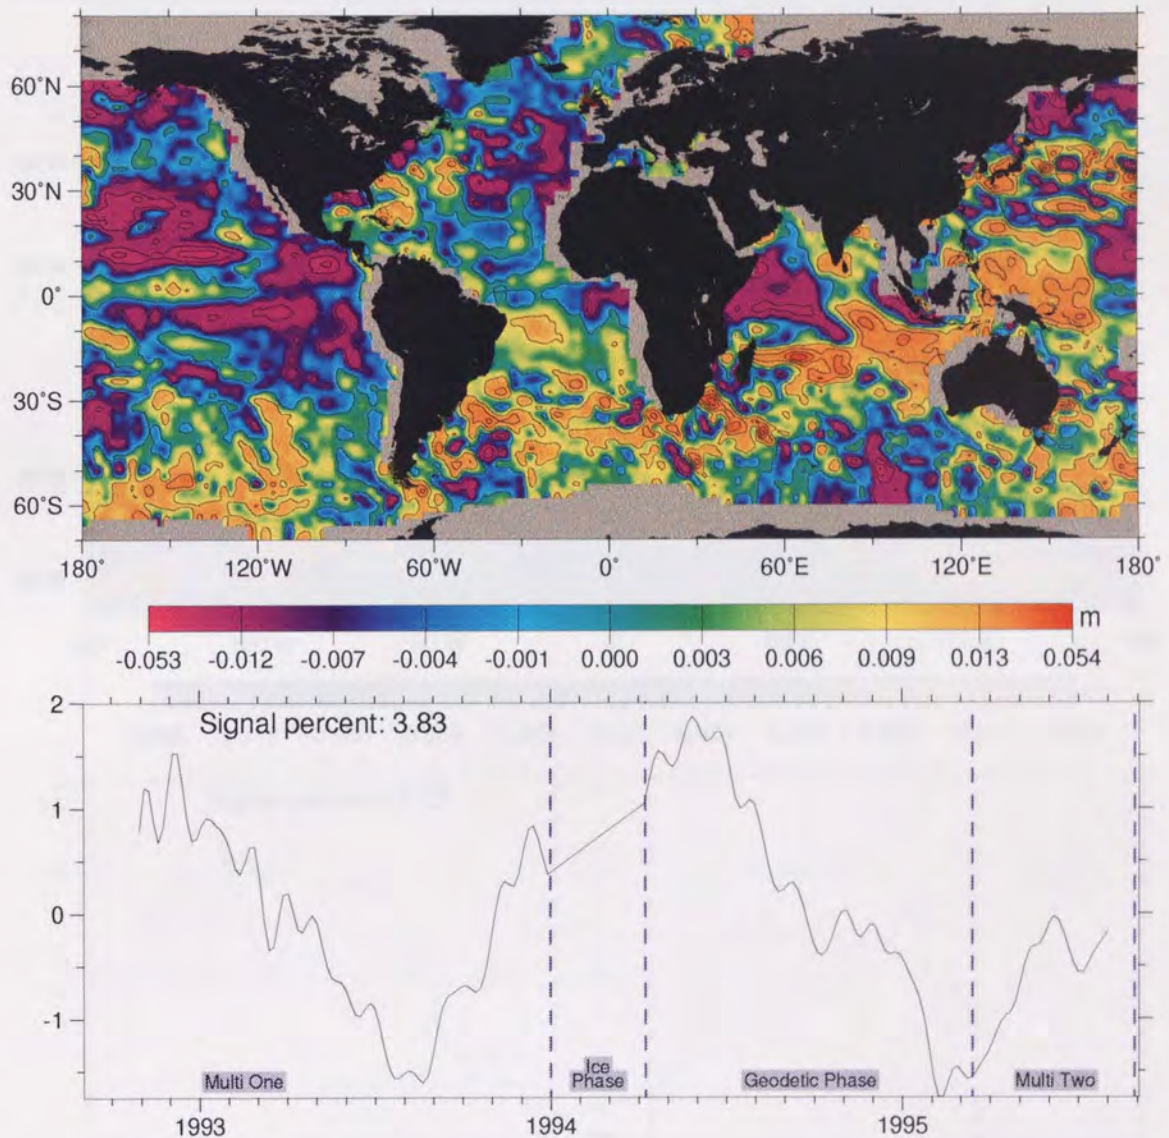 60°N
30°N
0°
30°S
60°S
180° 120°W 60°W 0° 60°E 120°E 180°
m
-0.053 -0.012 -0.007 -0.004 -0.001 0.000 0.003 0.006 0.009 0.013 0.054
2
Signal percent: 3.83
1
0
-1
Multi One
Ice
Phase
Geodetic Phase
Multi Two
1993 1994 1995